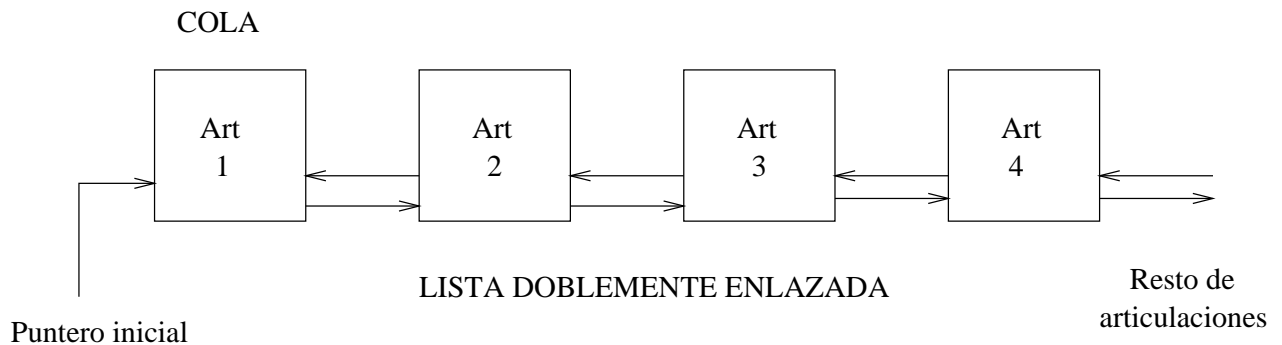 COLA
Art
1
Art
2
Art
3
Art
4
LISTA DOBLEMENTE ENLAZADA
Resto de
articulaciones
Puntero inicial